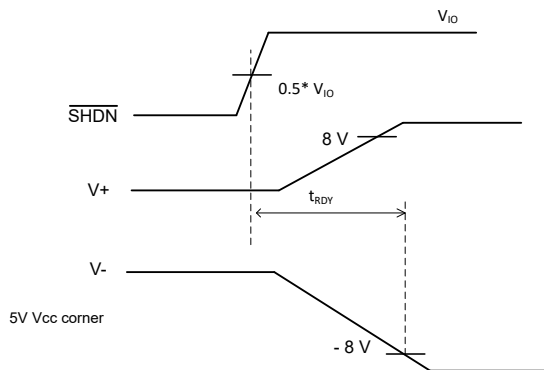 V_IO
0.5* V_IO
SHDN
8 V
V+
t_RDY
V-
5V Vcc corner
- 8 V